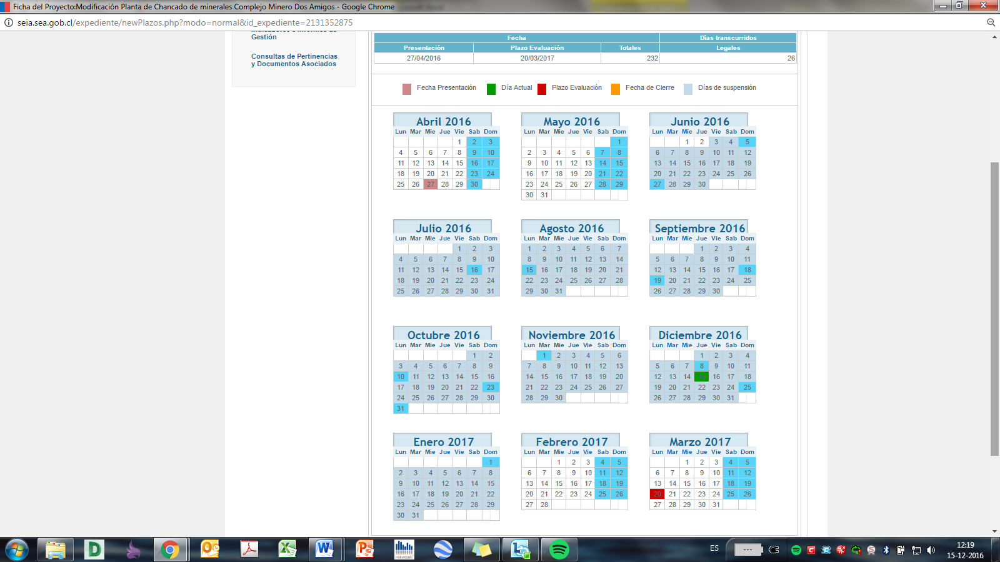 Ficha del Proyecto:Modificación Planta de Chancado de minerales Complejo Minero Dos Amigos - Google Chrome
seia.sea.gob.cl/expediente/newPlazos.php?modo=normal&id_expediente=2131352875
Gestión
Consultas de Pertinencias
y Documentos Asociados
Fecha Días transcurridos
Presentación Plazo Evaluación Totales Legales
27/04/2016 20/03/2017 232 26
Fecha Presentación Día Actual Plazo Evaluación Fecha de Cierre Días de suspensión
Abril 2016
Lun Mar Mie Jue Vie Sab Dom
1 2 3
4 5 6 7 8 9 10
11 12 13 14 15 16 17
18 19 20 21 22 23 24
25 26 27 28 29 30
Mayo 2016
Lun Mar Mie Jue Vie Sab Dom
1
2 3 4 5 6 7 8
9 10 11 12 13 14 15
16 17 18 19 20 21 22
23 24 25 26 27 28 29
30 31
Junio 2016
Lun Mar Mie Jue Vie Sab Dom
1 2 3 4 5
6 7 8 9 10 11 12
13 14 15 16 17 18 19
20 21 22 23 24 25 26
27 28 29 30
Julio 2016
Lun Mar Mie Jue Vie Sab Dom
1 2 3
4 5 6 7 8 9 10
11 12 13 14 15 16 17
18 19 20 21 22 23 24
25 26 27 28 29 30 31
Agosto 2016
Lun Mar Mie Jue Vie Sab Dom
1 2 3 4 5 6 7
8 9 10 11 12 13 14
15 16 17 18 19 20 21
22 23 24 25 26 27 28
29 30 31
Septiembre 2016
Lun Mar Mie Jue Vie Sab Dom
1 2 3 4
5 6 7 8 9 10 11
12 13 14 15 16 17 18
19 20 21 22 23 24 25
26 27 28 29 30
Octubre 2016
Lun Mar Mie Jue Vie Sab Dom
1 2
3 4 5 6 7 8 9
10 11 12 13 14 15 16
17 18 19 20 21 22 23
24 25 26 27 28 29 30
31
Noviembre 2016
Lun Mar Mie Jue Vie Sab Dom
1 2 3 4 5 6
7 8 9 10 11 12 13
14 15 16 17 18 19 20
21 22 23 24 25 26 27
28 29 30
Diciembre 2016
Lun Mar Mie Jue Vie Sab Dom
1 2 3 4
5 6 7 8 9 10 11
12 13 14 15 16 17 18
19 20 21 22 23 24 25
26 27 28 29 30 31
Enero 2017
Lun Mar Mie Jue Vie Sab Dom
1
2 3 4 5 6 7 8
9 10 11 12 13 14 15
16 17 18 19 20 21 22
23 24 25 26 27 28 29
30 31
Febrero 2017
Lun Mar Mie Jue Vie Sab Dom
1 2 3 4 5
6 7 8 9 10 11 12
13 14 15 16 17 18 19
20 21 22 23 24 25 26
27 28
Marzo 2017
Lun Mar Mie Jue Vie Sab Dom
1 2 3 4 5
6 7 8 9 10 11 12
13 14 15 16 17 18 19
20 21 22 23 24 25 26
27 28 29 30 31
ES
---
12:19
15-12-2016